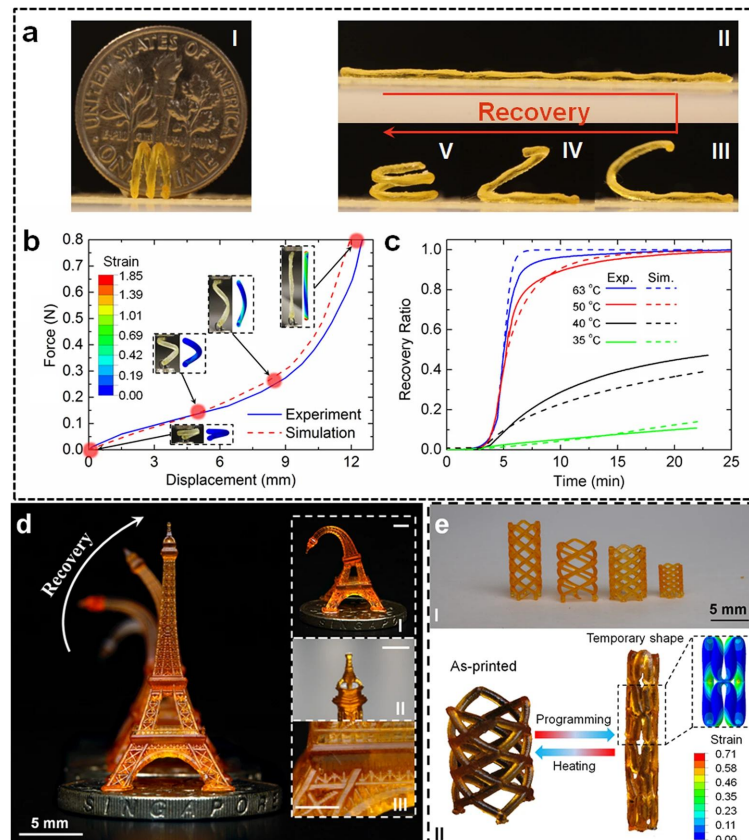 a
I
UNITED STATES OF AMERICA
ONE DIME
II
Recovery
V
IV
III
b
0.8
0.7
0.6
0.5
0.4
0.3
0.2
0.1
0.0
Force (N)
Strain
1.85
1.39
1.01
0.69
0.42
0.19
0.00
Experiment
Simulation
0
3
6
9
12
Displacement (mm)
c
1.0
0.8
0.6
0.4
0.2
0.0
Recovery Ratio
Exp.
Sim.
63 °C
50 °C
40 °C
35 °C
0
5
10
15
20
25
Time (min)
d
Recovery
SINGAPORE
5 mm
I
II
III
e
I
5 mm
As-printed
Temporary shape
Programming
Heating
Strain
0.71
0.58
0.46
0.35
0.24
0.11
0.00
II